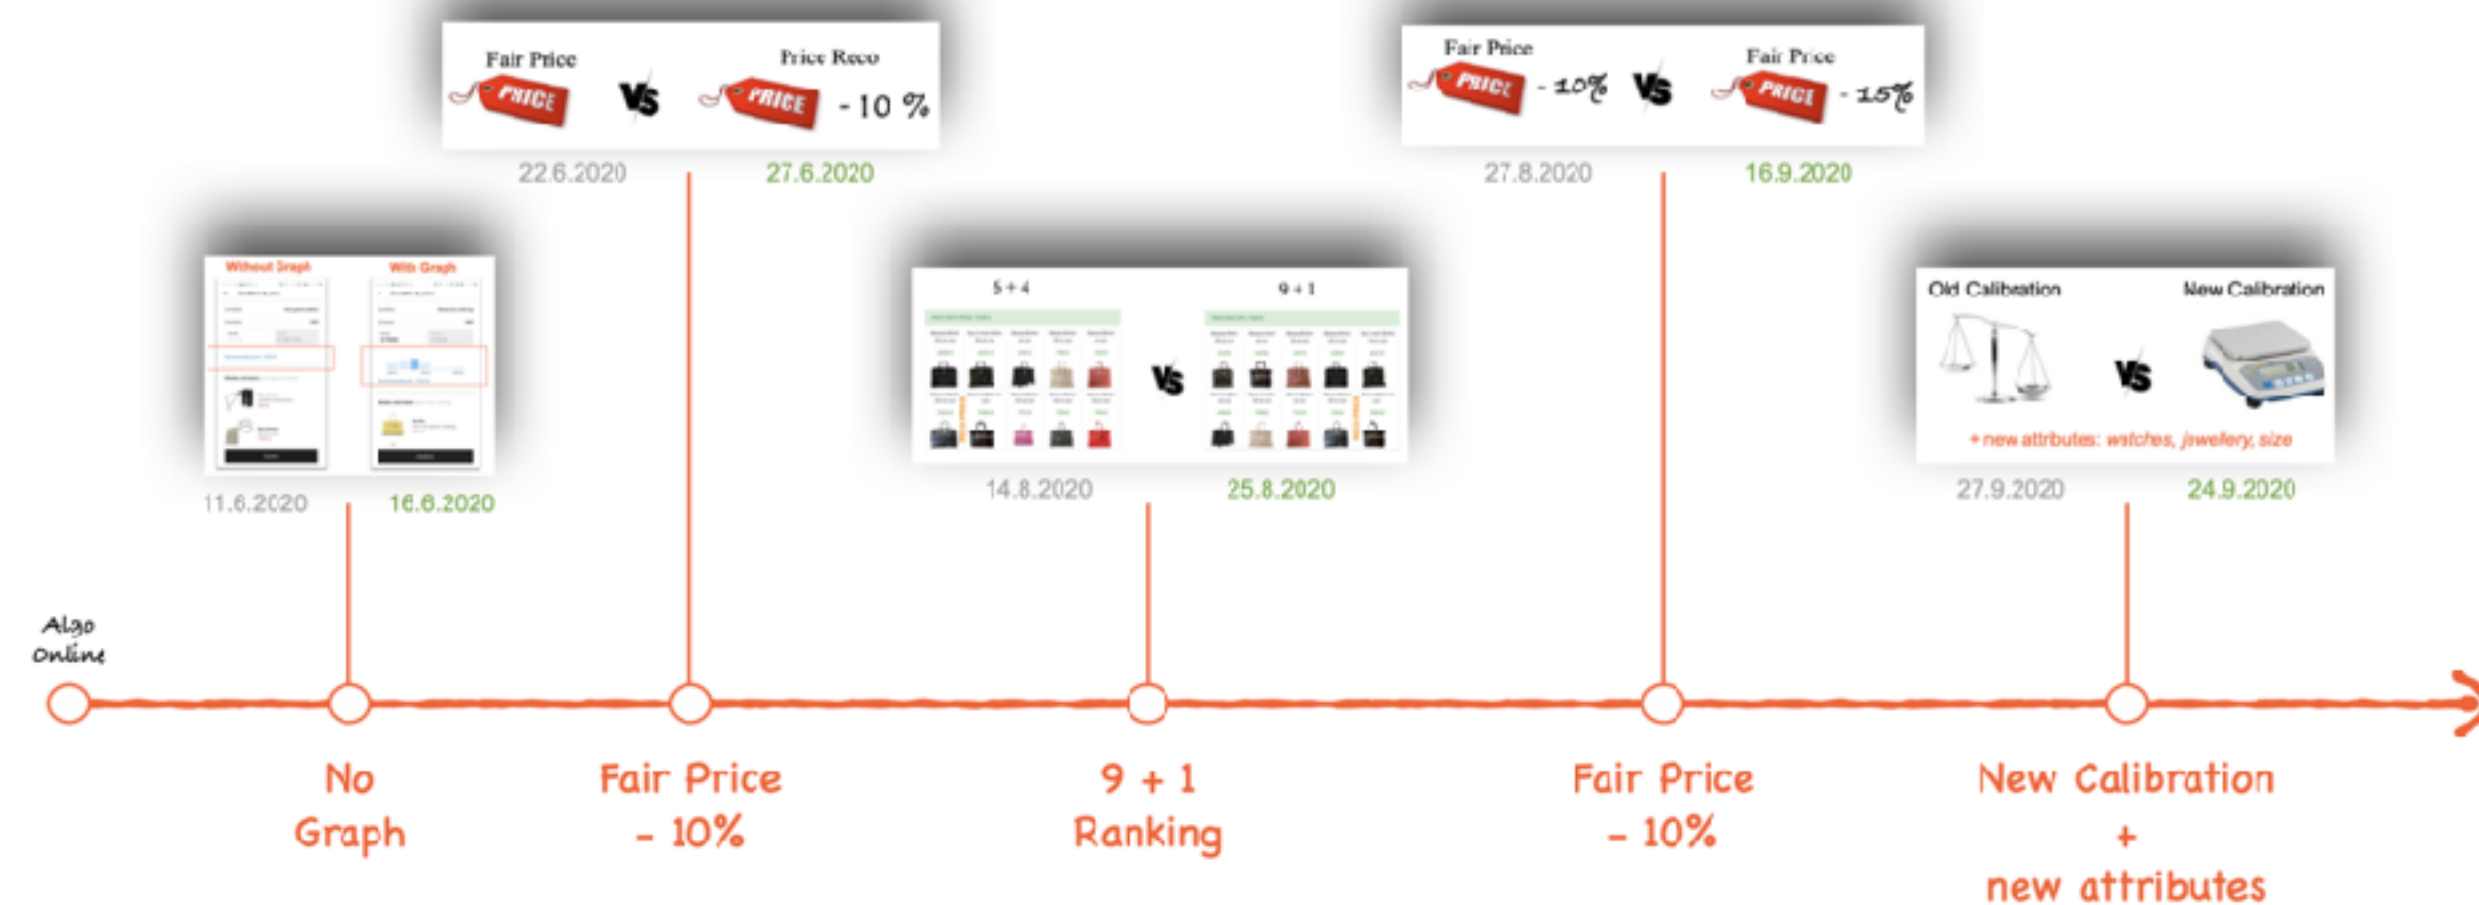 Fair Price
PRICE
VS
Price Reco
PRICE
- 10 %
22.6.2020
27.6.2020
Fair Price
PRICE
- 10%
VS
Fair Price
PRICE
- 15%
27.8.2020
16.9.2020
Without Graph
With Graph
11.6.2020
16.6.2020
5 + 4
9 + 1
VS
14.8.2020
25.8.2020
Old Calibration
New Calibration
VS
+ new attributes: watches, jewellery, size
27.9.2020
24.9.2020
Algo
Online
No
Graph
Fair Price
- 10%
9 + 1
Ranking
Fair Price
- 10%
New Calibration
+
new attributes